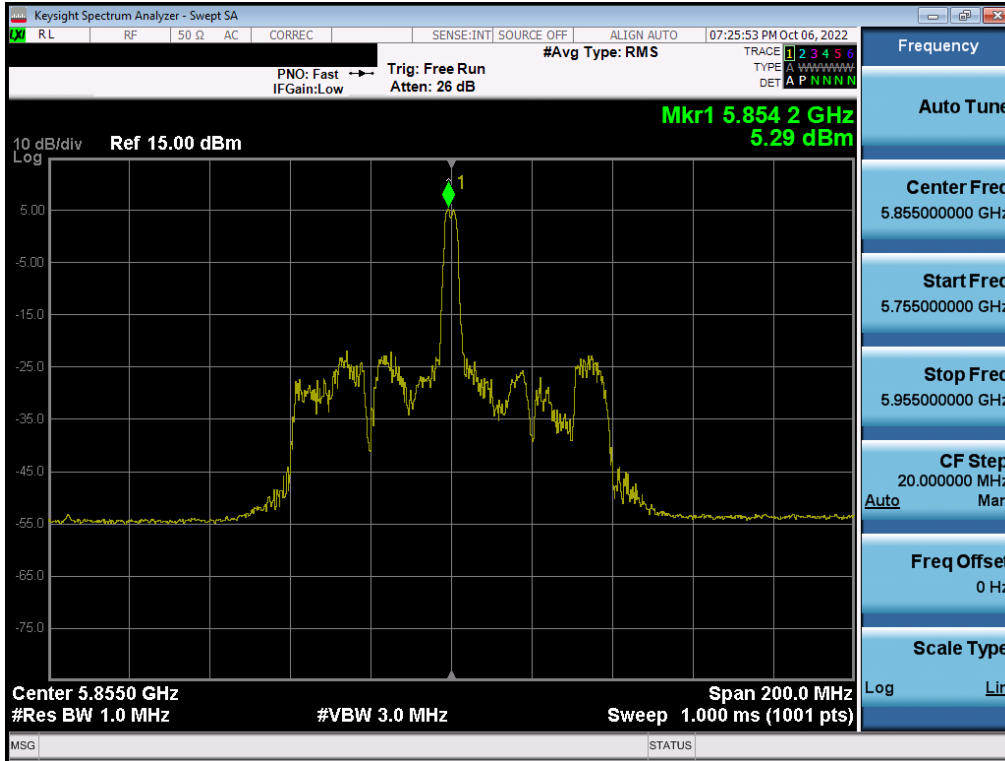 Keysight Spectrum Analyzer - Swept SA
LXI RL RF 50 Ω AC CORREC SENSE:INT SOURCE OFF ALIGN AUTO 07:25:53 PM Oct 06, 2022
#Avg Type: RMS
TRACE 1 2 3 4 5 6
TYPE A WWWWW
DET A P N N N N
PNO: Fast
IFGain:Low
Trig: Free Run
Atten: 26 dB
Mkr1 5.854 2 GHz
5.29 dBm
10 dB/div
Log
Ref 15.00 dBm
1
5.00
-5.00
-15.0
-25.0
-35.0
-45.0
-55.0
-65.0
-75.0
Center 5.8550 GHz
Span 200.0 MHz
#Res BW 1.0 MHz
#VBW 3.0 MHz
Sweep 1.000 ms (1001 pts)
MSG
STATUS
Frequency
Auto Tune
Center Freq
5.855000000 GHz
Start Freq
5.755000000 GHz
Stop Freq
5.955000000 GHz
CF Step
20.000000 MHz
Auto Man
Freq Offset
0 Hz
Scale Type
Log Lin